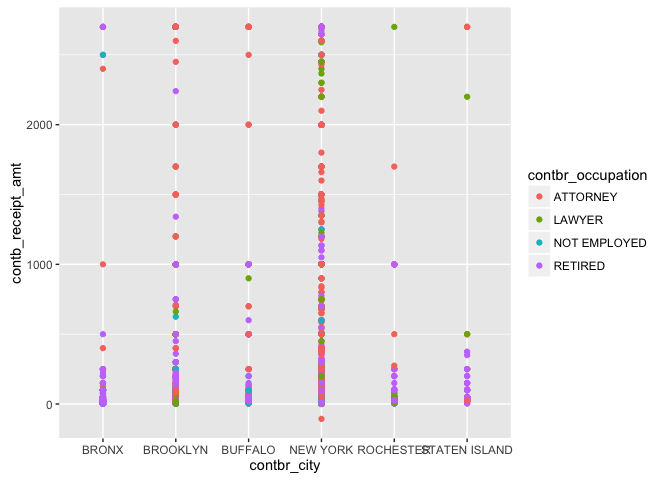 contb_receipt_amt
2000
1000
0
BRONX
BROOKLYN
BUFFALO
NEW YORK
ROCHESTER
STATEN ISLAND
contbr_city
contbr_occupation
ATTORNEY
LAWYER
NOT EMPLOYED
RETIRED